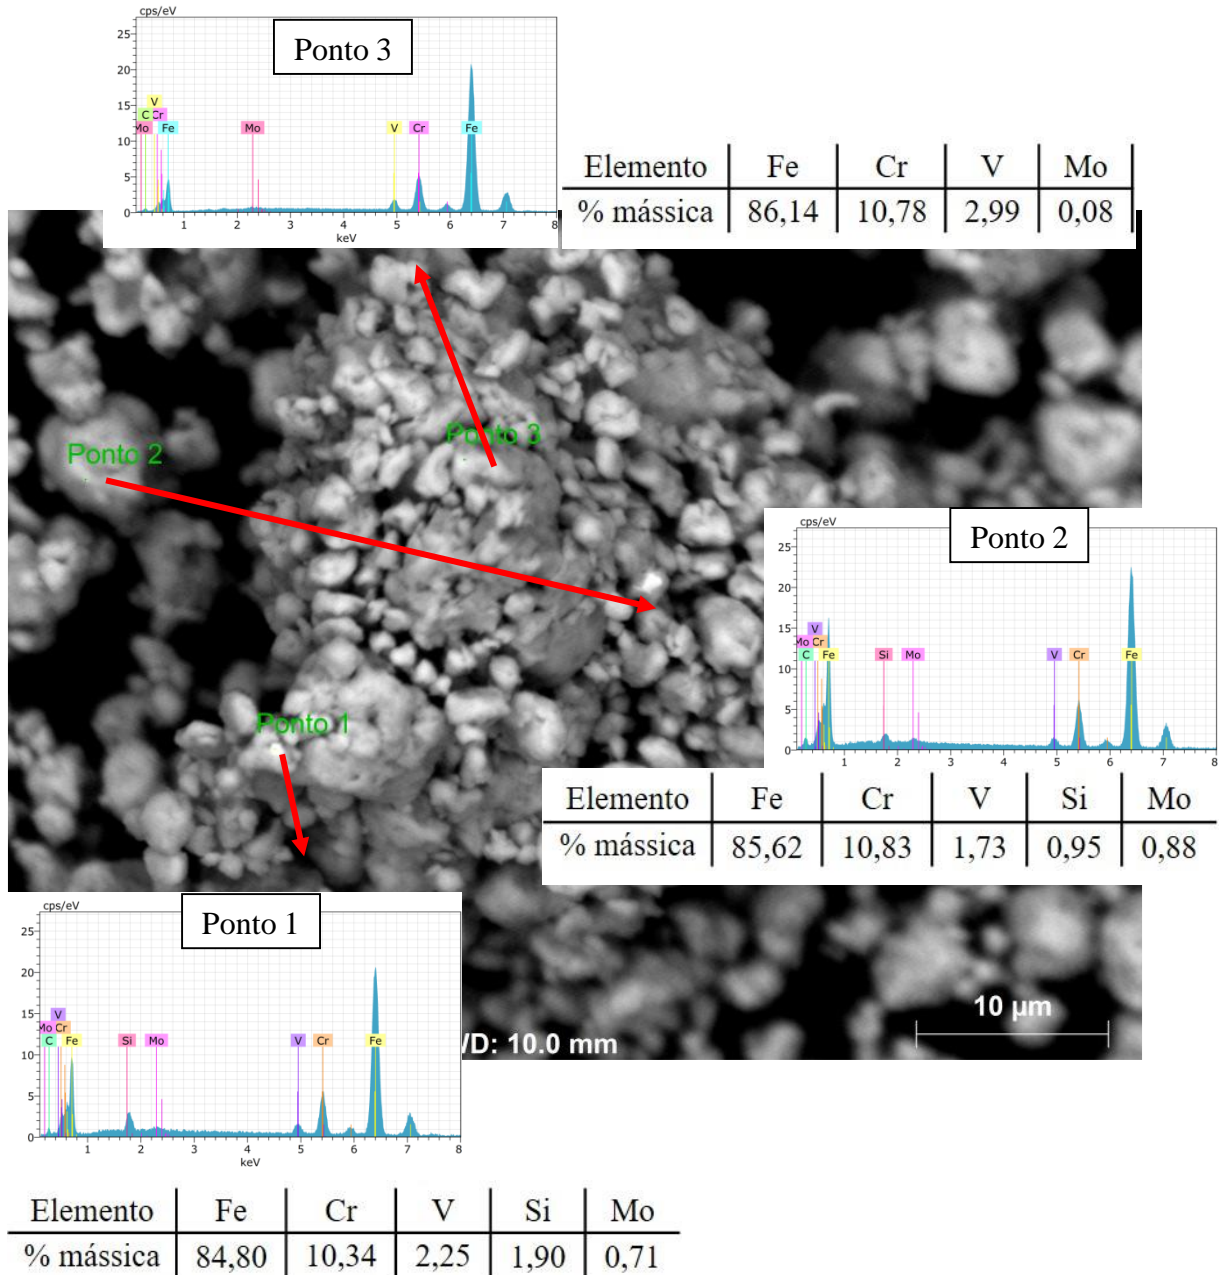 cps/eV
Ponto 3
25
20
15
10
5
0
V
C Cr
Mo Fe Mo V Cr Fe
1 2 3 4 5 6 7 8
keV
Elemento Fe Cr V Mo
% mássica 86,14 10,78 2,99 0,08
Ponto 3
Ponto 2
Ponto 1
cps/eV
Ponto 2
25
20
15
10
5
0
V
Mo Cr
C Fe Si Mo V Cr Fe
1 2 3 4 5 6 7 8
Elemento Fe Cr V Si Mo
% mássica 85,62 10,83 1,73 0,95 0,88
cps/eV
Ponto 1
25
20
15
10
5
0
V
Mo Cr
C Fe Si Mo V Cr Fe
1 2 3 4 5 6 7 8
keV
WD: 10.0 mm
10 µm
Elemento Fe Cr V Si Mo
% mássica 84,80 10,34 2,25 1,90 0,71